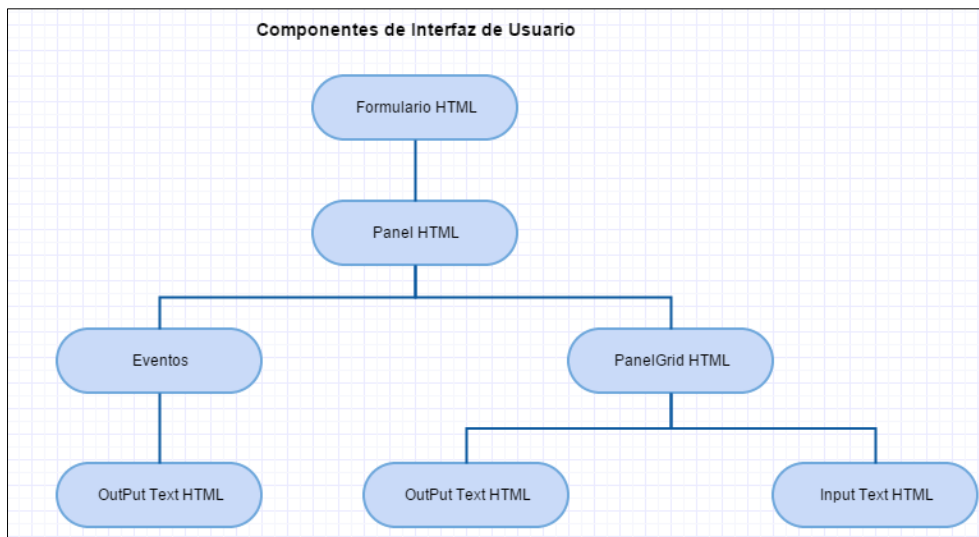 Componentes de Interfaz de Usuario
Formulario HTML
Panel HTML
Eventos
PanelGrid HTML
OutPut Text HTML
OutPut Text HTML
Input Text HTML